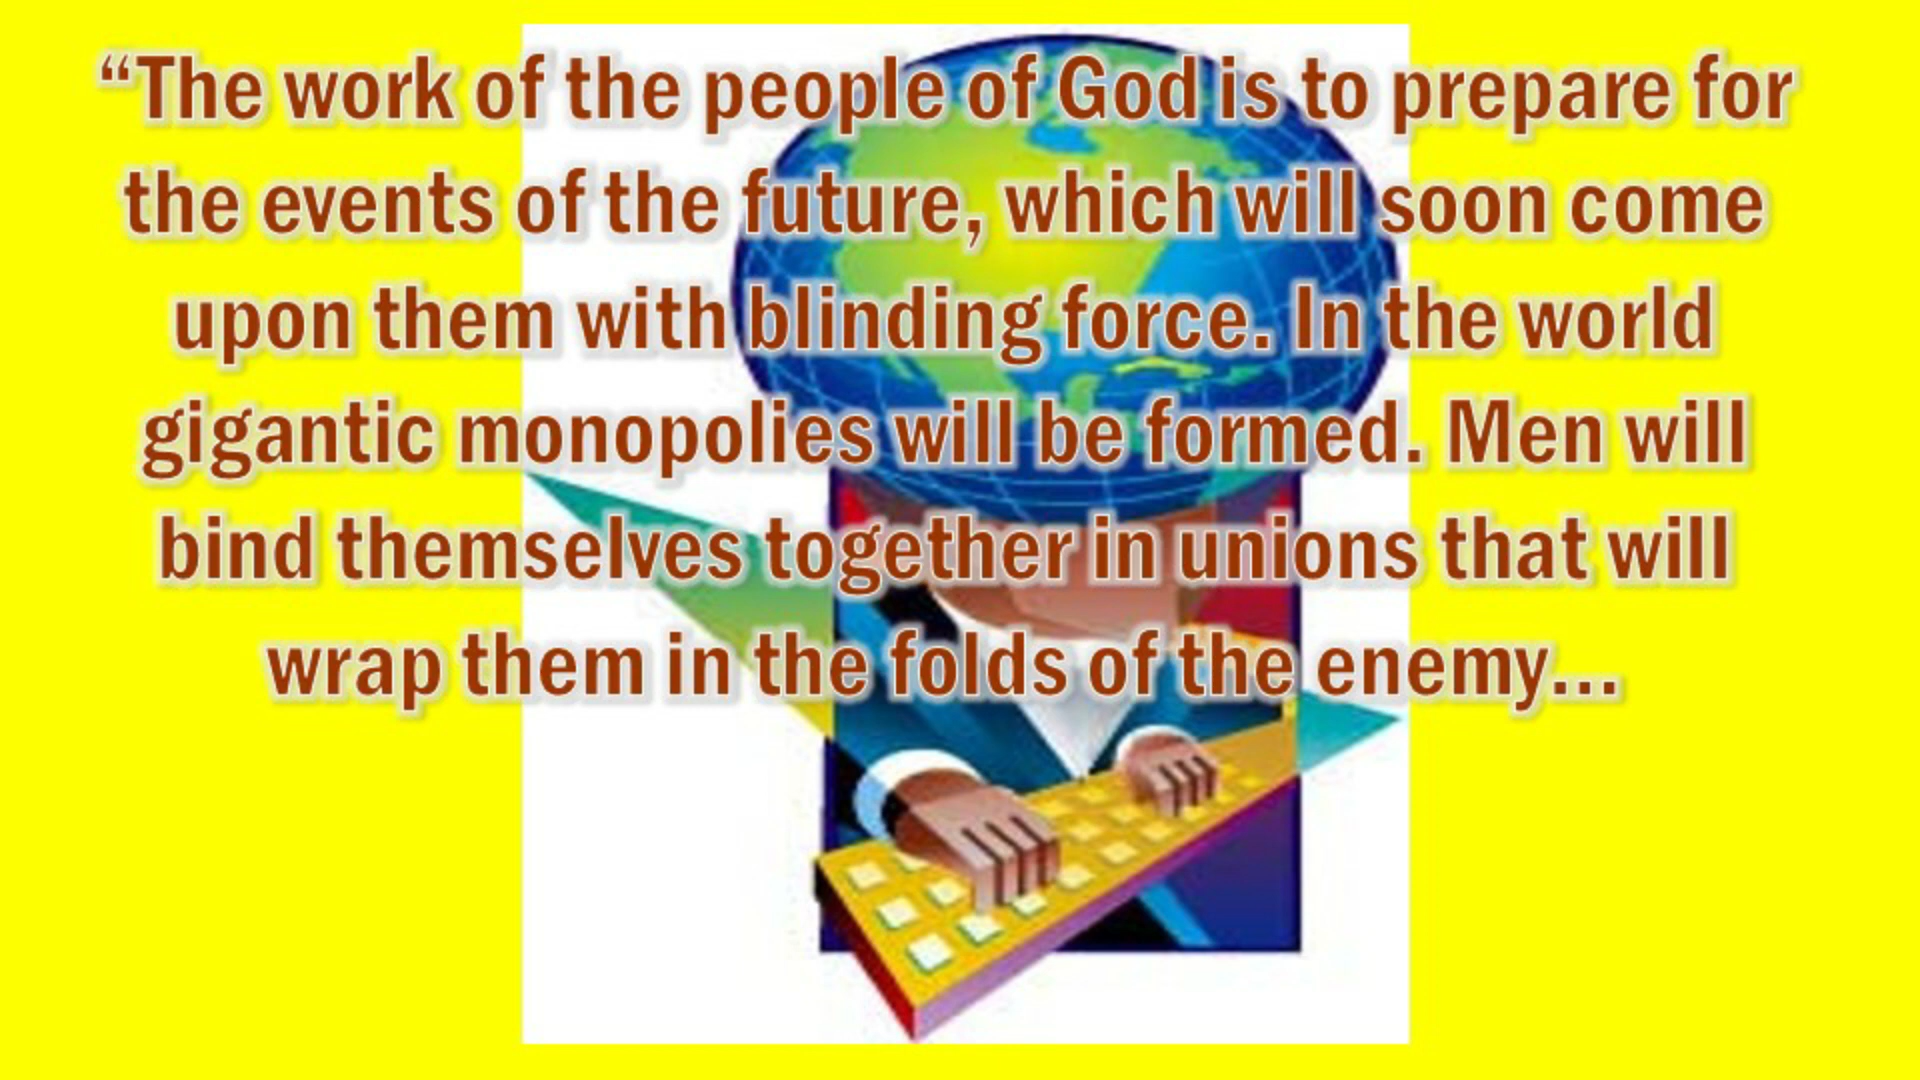 “The work of the people of God is to prepare for
the events of the future, which will soon come
upon them with blinding force. In the world
gigantic monopolies will be formed. Men will
bind themselves together in unions that will
wrap them in the folds of the enemy...